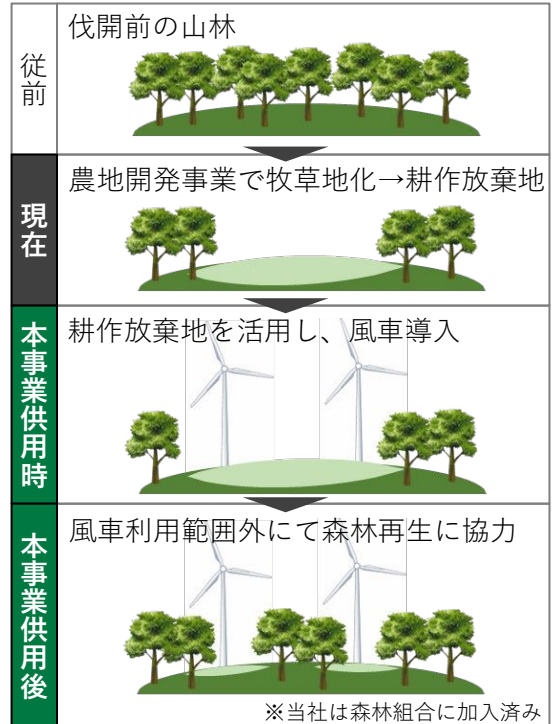 従前
伐開前の山林
現在
農地開発事業で牧草地化→耕作放棄地
本事業供用時
耕作放棄地を活用し、風車導入
本事業供用後
風車利用範囲外にて森林再生に協力
※当社は森林組合に加入済み